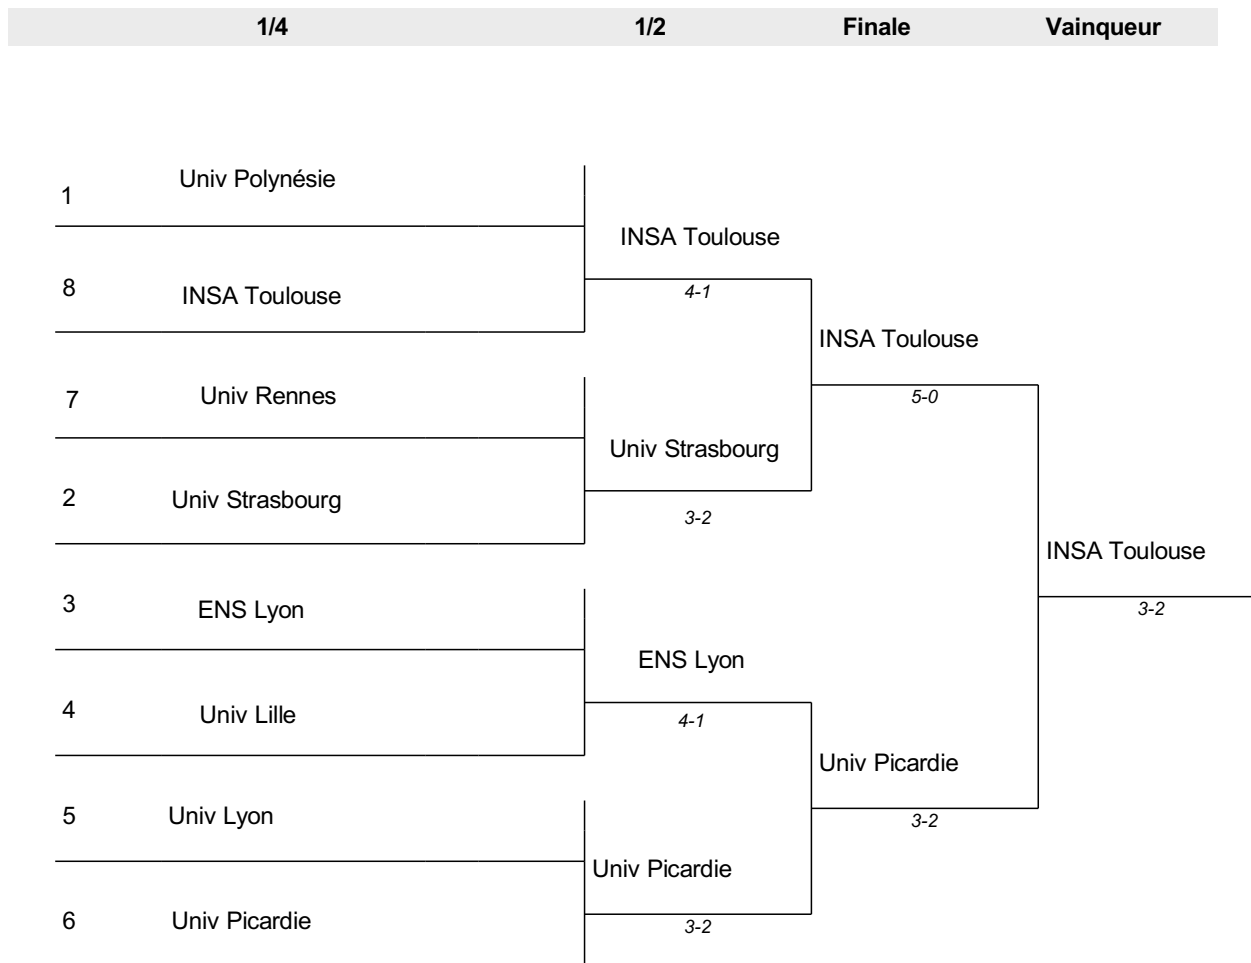 1/4 1/2 Finale Vainqueur
1 Univ Polynésie
INSA Toulouse
8 INSA Toulouse
4-1
INSA Toulouse
7 Univ Rennes
5-0
Univ Strasbourg
2 Univ Strasbourg
3-2
INSA Toulouse
3 ENS Lyon
3-2
ENS Lyon
4 Univ Lille
4-1
Univ Picardie
5 Univ Lyon
3-2
Univ Picardie
6 Univ Picardie
3-2